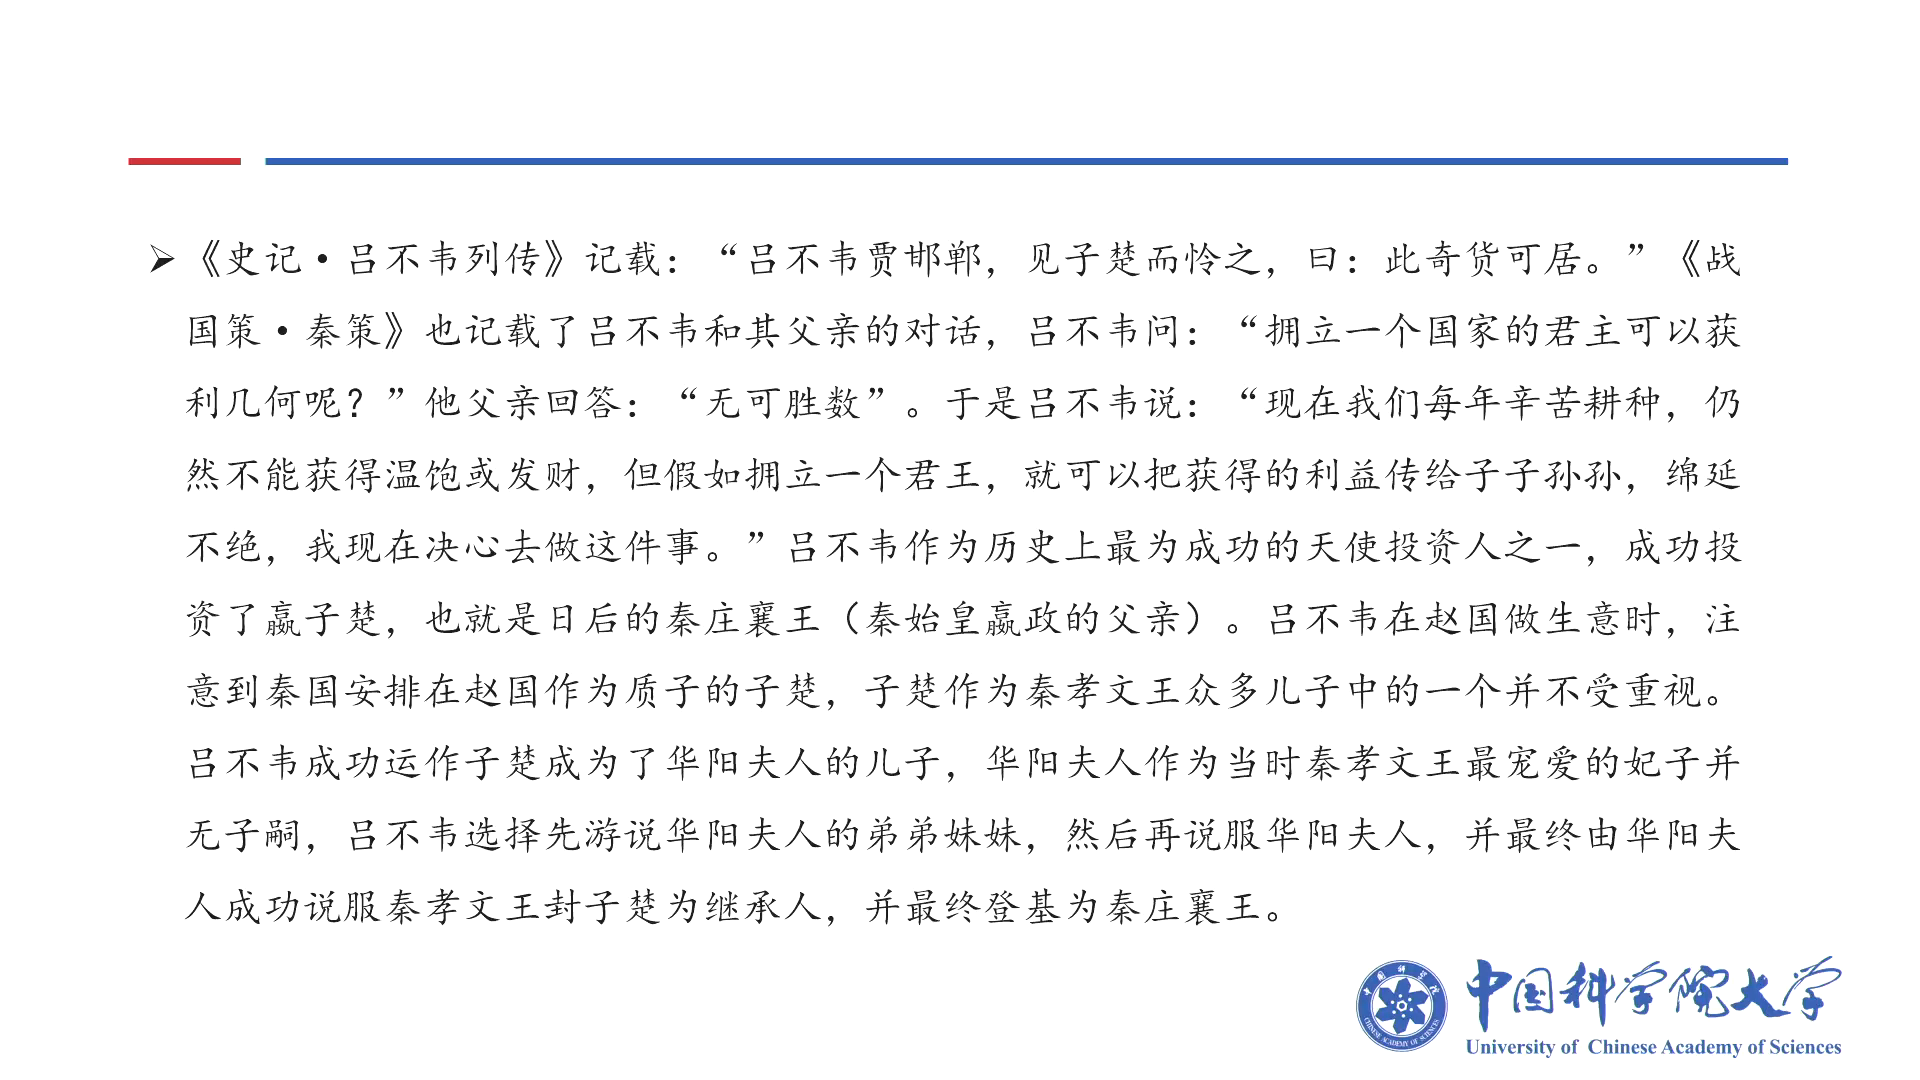 ➢《史记·吕不韦列传》记载：“吕不韦贾邯郸，见子楚而怜之，曰：此奇货可居。”《战
国策·秦策》也记载了吕不韦和其父亲的对话，吕不韦问：“拥立一个国家的君主可以获
利几何呢？”他父亲回答：“无可胜数”。于是吕不韦说：“现在我们每年辛苦耕种，仍
然不能获得温饱或发财，但假如拥立一个君王，就可以把获得的利益传给子子孙孙，绵延
不绝，我现在决心去做这件事。”吕不韦作为历史上最为成功的天使投资人之一，成功投
资了嬴子楚，也就是日后的秦庄襄王（秦始皇嬴政的父亲）。吕不韦在赵国做生意时，注
意到秦国安排在赵国作为质子的子楚，子楚作为秦孝文王众多儿子中的一个并不受重视。
吕不韦成功运作子楚成为了华阳夫人的儿子，华阳夫人作为当时秦孝文王最宠爱的妃子并
无子嗣，吕不韦选择先游说华阳夫人的弟弟妹妹，然后再说服华阳夫人，并最终由华阳夫
人成功说服秦孝文王封子楚为继承人，并最终登基为秦庄襄王。
中国科学院
CHINESE ACADEMY OF SCIENCES
中国科学院大学
University of Chinese Academy of Sciences